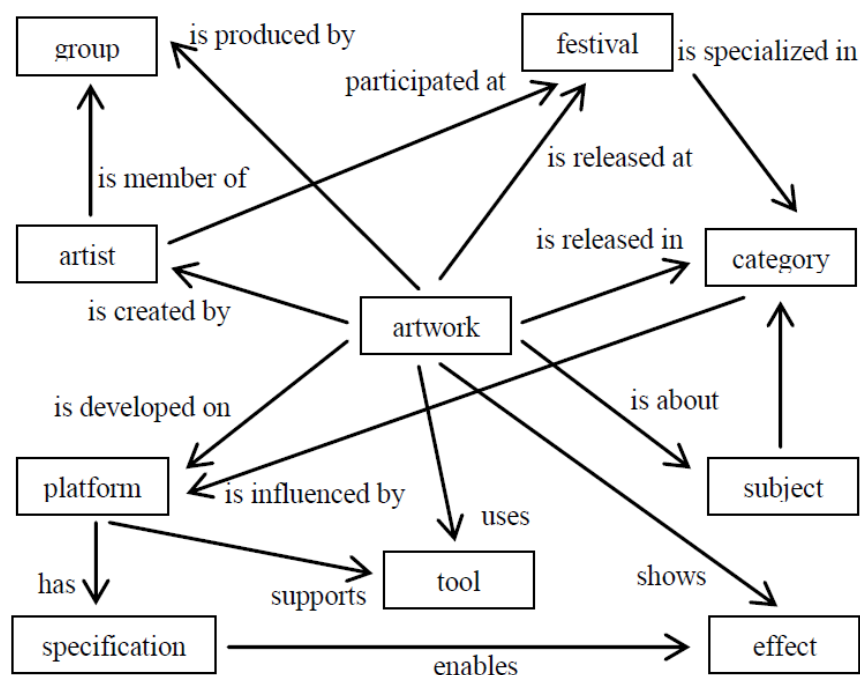 is produced by
festival
group
is specialized in
participated at
is released at
is member of
is released in
artist
category
is created by
artwork
is developed on
is about
platform
is influenced by
subject
uses
has
supports
tool
shows
specification
enables
effect